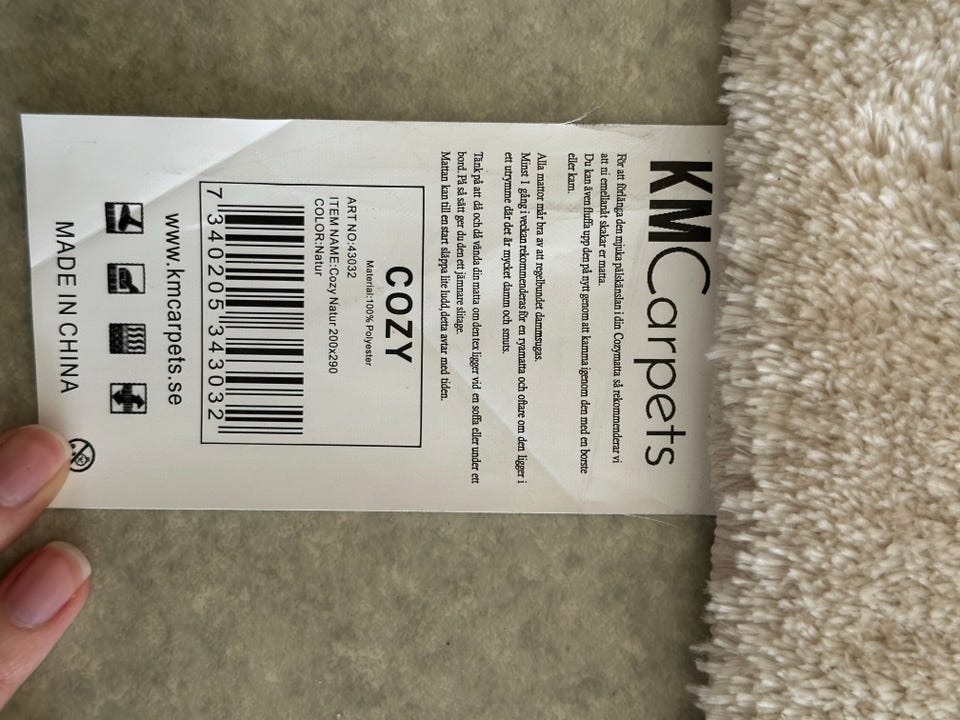 KMCarpets
För att förlänga den mjuka pälskänslan i din Cozymatta så rekommenderar vi
att ni emellanåt skakar er matta.
Du kan även fluffa upp den på nytt genom att kamma igenom den med en borste
eller kam.
Alla mattor mår bra av att regelbundet dammsugas.
Minst 1 gång i veckan rekommenderas för en ryamatta och oftare om den ligger i
ett utrymme där det är mycket damm och smuts.
Tänk på att då och då vända din matta om den tex ligger vid en soffa eller under ett
bord. På så sätt ger du den ett jämnare slitage.
Mattan kan till en start släppa lite ludd, detta avtar med tiden.
COZY
Material:100% Polyester
ART NO:43032
ITEM NAME:Cozy Natur 200x290
COLOR:Natur
7 340205 343032
www.kmcarpets.se
MADE IN CHINA